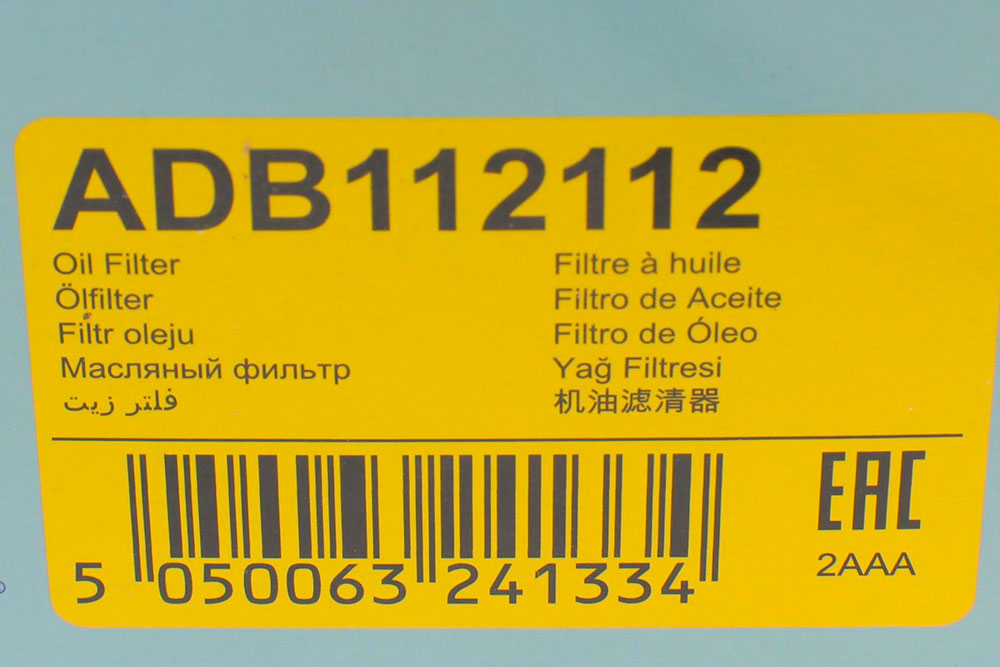 ADB112112
Oil Filter
Ölfilter
Filtr oleju
Масляный фильтр
فلتر زيت
Filtre à huile
Filtro de Aceite
Filtro de Óleo
Yağ Filtresi
机油滤清器
5 050063 241334
EAC
2AAA